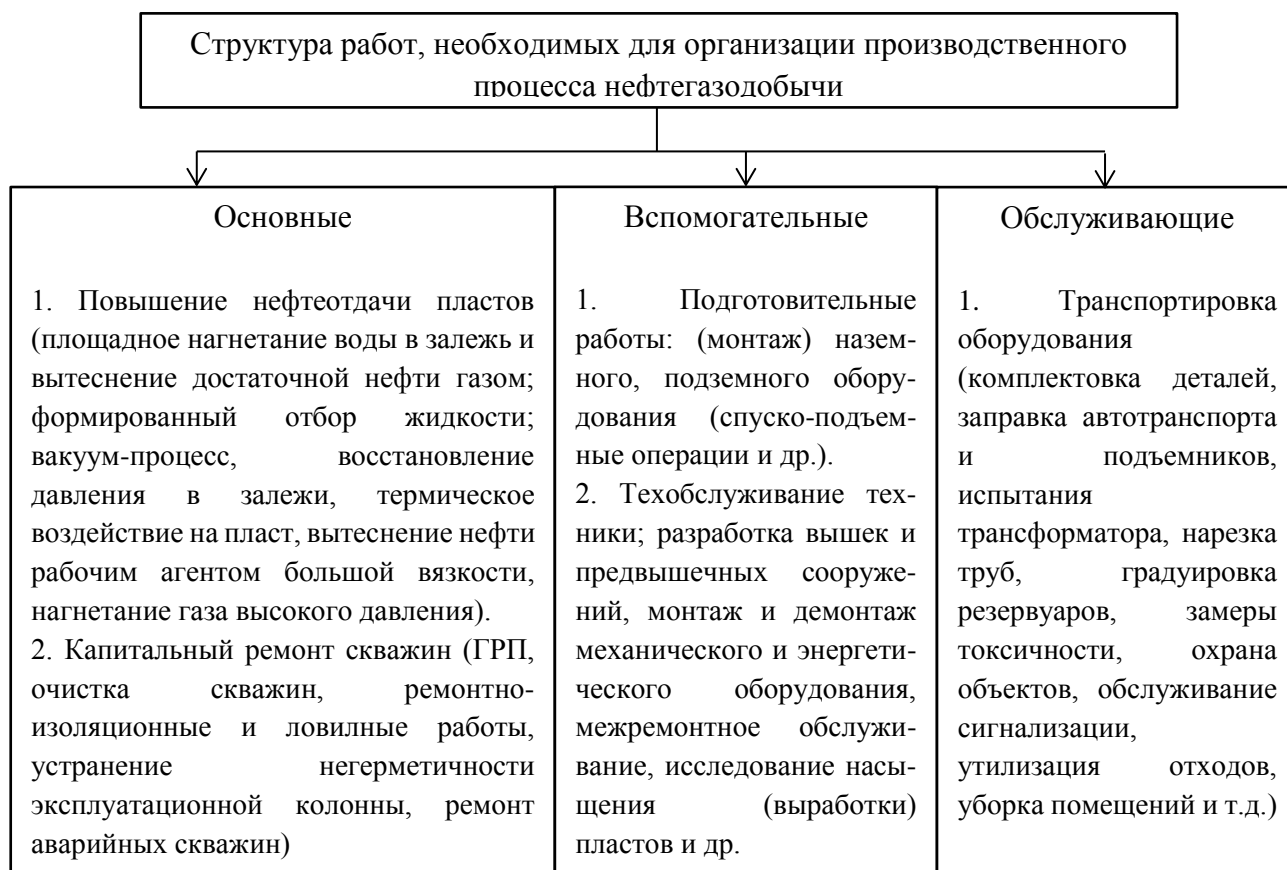 Структура работ, необходимых для организации производственного
процесса нефтегазодобычи
Основные
1. Повышение нефтеотдачи пластов
(площадное нагнетание воды в залежь и
вытеснение достаточной нефти газом;
формированный отбор жидкости;
вакуум-процесс, восстановление
давления в залежи, термическое
воздействие на пласт, вытеснение нефти
рабочим агентом большой вязкости,
нагнетание газа высокого давления).
2. Капитальный ремонт скважин (ГРП,
очистка скважин, ремонтно-
изоляционные и ловилные работы,
устранение негерметичности
эксплуатационной колонны, ремонт
аварийных скважин)
Вспомогательные
1. Подготовительные
работы: (монтаж) назем-
ного, подземного обору-
дования (спуско-подъем-
ные операции и др.).
2. Техобслуживание тех-
ники; разработка вышек и
предвышечных сооруже-
ний, монтаж и демонтаж
механического и энергети-
ческого оборудования,
межремонтное обслужи-
вание, исследование насы-
щения (выработки)
пластов и др.
Обслуживающие
1. Транспортировка
оборудования
(комплектовка деталей,
заправка автотранспорта
и подъемников,
испытания
трансформатора, нарезка
труб, градуировка
резервуаров, замеры
токсичности, охрана
объектов, обслуживание
сигнализации,
утилизация отходов,
уборка помещений и т.д.)